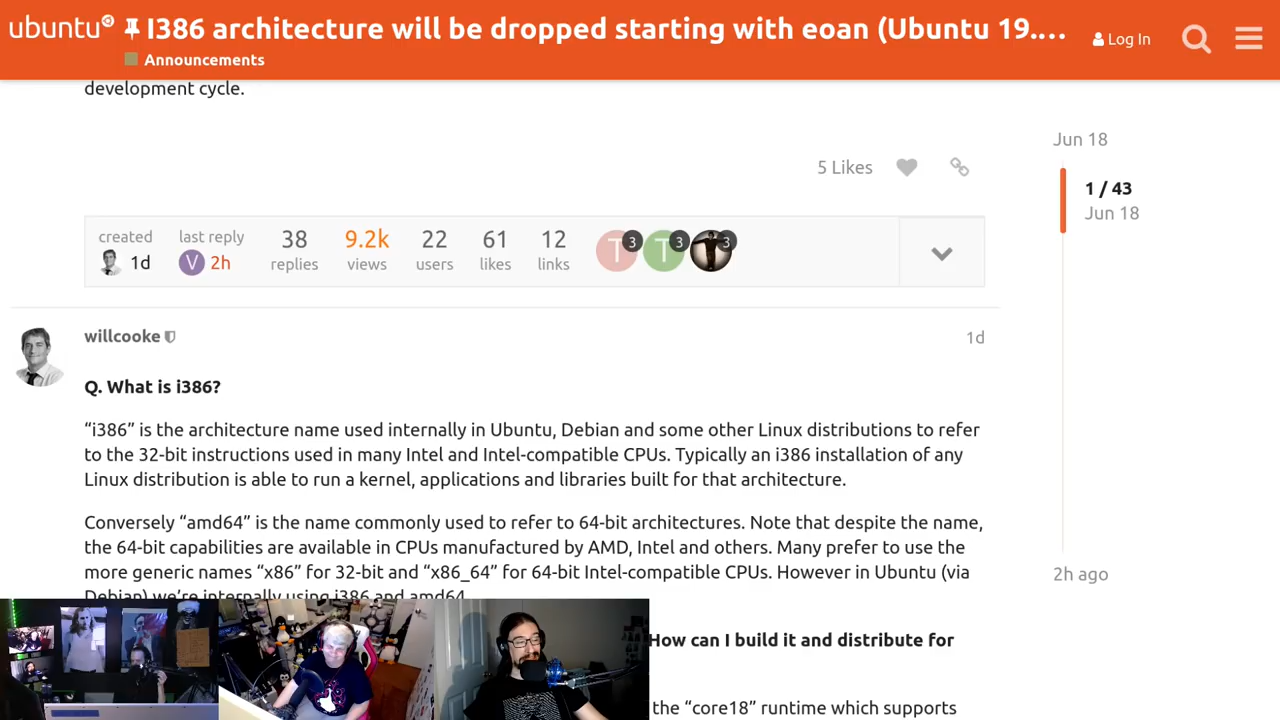 ubuntu
I386 architecture will be dropped starting with eoan (Ubuntu 19.…
Announcements
Log In
development cycle.
5 Likes
Jun 18
1 / 43
Jun 18
created
1d
last reply
V 2h
38
replies
9.2k
views
22
users
61
likes
12
links
T 3
T 3
3
willcooke
1d
Q. What is i386?
“i386” is the architecture name used internally in Ubuntu, Debian and some other Linux distributions to refer
to the 32-bit instructions used in many Intel and Intel-compatible CPUs. Typically an i386 installation of any
Linux distribution is able to run a kernel, applications and libraries built for that architecture.
Conversely “amd64” is the name commonly used to refer to 64-bit architectures. Note that despite the name,
the 64-bit capabilities are available in CPUs manufactured by AMD, Intel and others. Many prefer to use the
more generic names “x86” for 32-bit and “x86_64” for 64-bit Intel-compatible CPUs. However in Ubuntu (via
Debian) we’re internally using i386 and amd64.
2h ago
How can I build it and distribute for
the “core18” runtime which supports